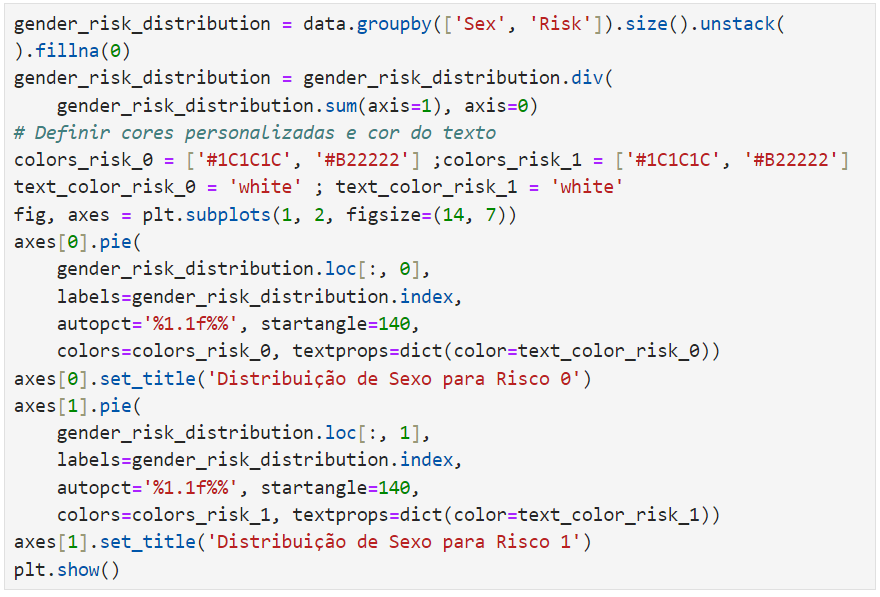 gender_risk_distribution = data.groupby(['Sex', 'Risk']).size().unstack(
).fillna(0)
gender_risk_distribution = gender_risk_distribution.div(
    gender_risk_distribution.sum(axis=1), axis=0)
# Definir cores personalizadas e cor do texto
colors_risk_0 = ['#1C1C1C', '#B22222'] ;colors_risk_1 = ['#1C1C1C', '#B22222']
text_color_risk_0 = 'white' ; text_color_risk_1 = 'white'
fig, axes = plt.subplots(1, 2, figsize=(14, 7))
axes[0].pie(
    gender_risk_distribution.loc[:, 0],
    labels=gender_risk_distribution.index,
    autopct='%1.1f%%', startangle=140,
    colors=colors_risk_0, textprops=dict(color=text_color_risk_0))
axes[0].set_title('Distribuição de Sexo para Risco 0')
axes[1].pie(
    gender_risk_distribution.loc[:, 1],
    labels=gender_risk_distribution.index,
    autopct='%1.1f%%', startangle=140,
    colors=colors_risk_1, textprops=dict(color=text_color_risk_1))
axes[1].set_title('Distribuição de Sexo para Risco 1')
plt.show()